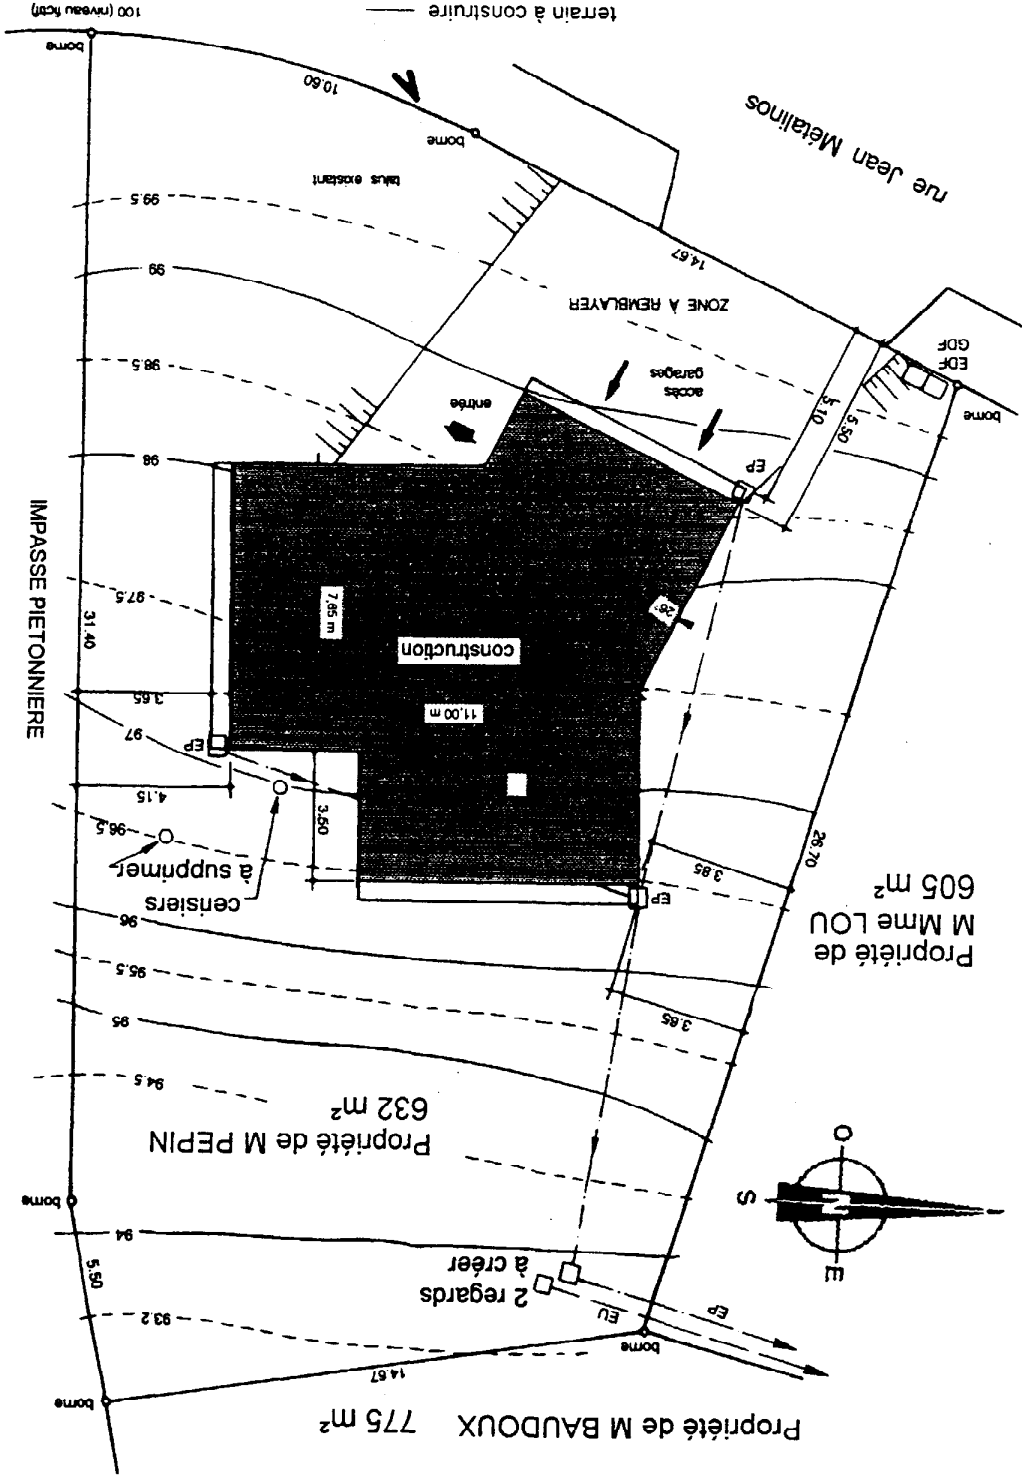 Propriété de M BAUDOUX 775 m²
14.67
borne
borne
93.2
5.50
EU
EP
2 regards
à créer
94
borne
E
N
S
O
Propriété de M PEPIN
632 m²
94.5
95
95.5
96
3.85
Propriété de
M Mme LOU
605 m²
EP
cerisiers
à supprimer
96.5
3.85
26.70
3.50
4.15
EP
97
3.65
11,00 m
construction
26°
7,65 m
31.40
IMPASSE PIETONNIERE
97.5
EP
98
5.50
5.10
borne
entrée
accès
garages
98.5
EDF
GDF
ZONE À REMBLAYER
99
14.67
99.5
talus existant
rue Jean Métalinos
borne
10.60
borne
100 (niveau fictif)
terrain à construire